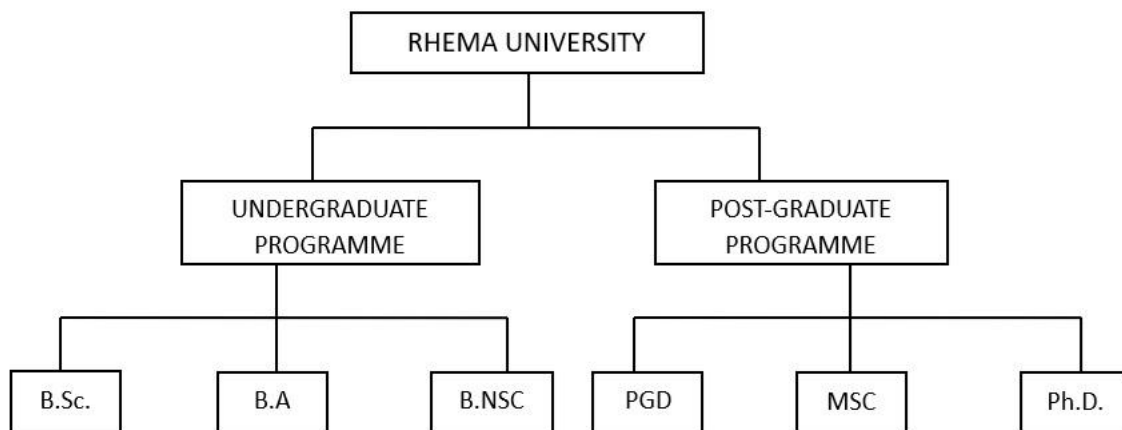 RHEMA UNIVERSITY
UNDERGRADUATE
PROGRAMME
POST-GRADUATE
PROGRAMME
B.Sc.
B.A
B.NSC
PGD
MSC
Ph.D.